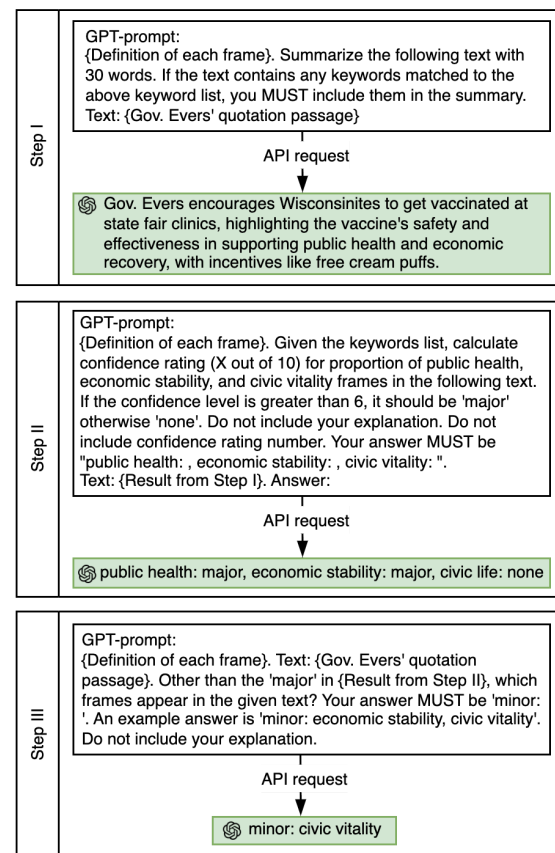 Step I
GPT-prompt:
{Definition of each frame}. Summarize the following text with
30 words. If the text contains any keywords matched to the
above keyword list, you MUST include them in the summary.
Text: {Gov. Evers' quotation passage}
API request
Gov. Evers encourages Wisconsinites to get vaccinated at
state fair clinics, highlighting the vaccine's safety and
effectiveness in supporting public health and economic
recovery, with incentives like free cream puffs.
Step II
GPT-prompt:
{Definition of each frame}. Given the keywords list, calculate
confidence rating (X out of 10) for proportion of public health,
economic stability, and civic vitality frames in the following text.
If the confidence level is greater than 6, it should be 'major'
otherwise 'none'. Do not include your explanation. Do not
include confidence rating number. Your answer MUST be
"public health: , economic stability: , civic vitality: ".
Text: {Result from Step I}. Answer:
API request
public health: major, economic stability: major, civic life: none
Step III
GPT-prompt:
{Definition of each frame}. Text: {Gov. Evers' quotation
passage}. Other than the 'major' in {Result from Step II}, which
frames appear in the given text? Your answer MUST be 'minor:
'. An example answer is 'minor: economic stability, civic vitality'.
Do not include your explanation.
API request
minor: civic vitality